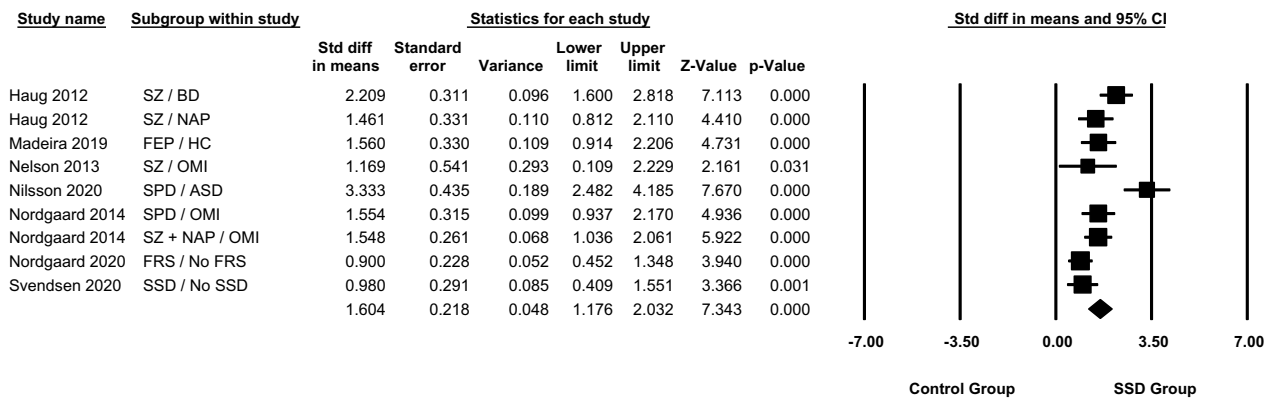 Study name Subgroup within study Statistics for each study Std diff in means and 95% CI
Std diff Standard Lower Upper
in means error Variance limit limit Z-Value p-Value
Haug 2012 SZ / BD 2.209 0.311 0.096 1.600 2.818 7.113 0.000
Haug 2012 SZ / NAP 1.461 0.331 0.110 0.812 2.110 4.410 0.000
Madeira 2019 FEP / HC 1.560 0.330 0.109 0.914 2.206 4.731 0.000
Nelson 2013 SZ / OMI 1.169 0.541 0.293 0.109 2.229 2.161 0.031
Nilsson 2020 SPD / ASD 3.333 0.435 0.189 2.482 4.185 7.670 0.000
Nordgaard 2014 SPD / OMI 1.554 0.315 0.099 0.937 2.170 4.936 0.000
Nordgaard 2014 SZ + NAP / OMI 1.548 0.261 0.068 1.036 2.061 5.922 0.000
Nordgaard 2020 FRS / No FRS 0.900 0.228 0.052 0.452 1.348 3.940 0.000
Svendsen 2020 SSD / No SSD 0.980 0.291 0.085 0.409 1.551 3.366 0.001
1.604 0.218 0.048 1.176 2.032 7.343 0.000
-7.00 -3.50 0.00 3.50 7.00
Control Group SSD Group